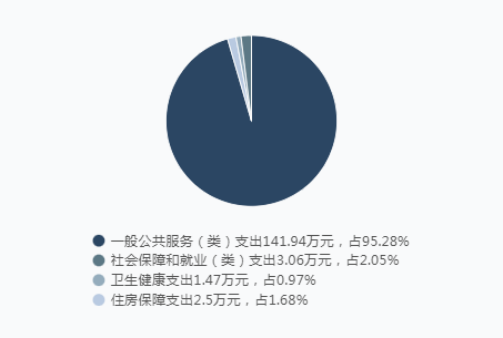 一般公共服务（类）支出141.94万元，占95.28%
社会保障和就业（类）支出3.06万元，占2.05%
卫生健康支出1.47万元，占0.97%
住房保障支出2.5万元，占1.68%